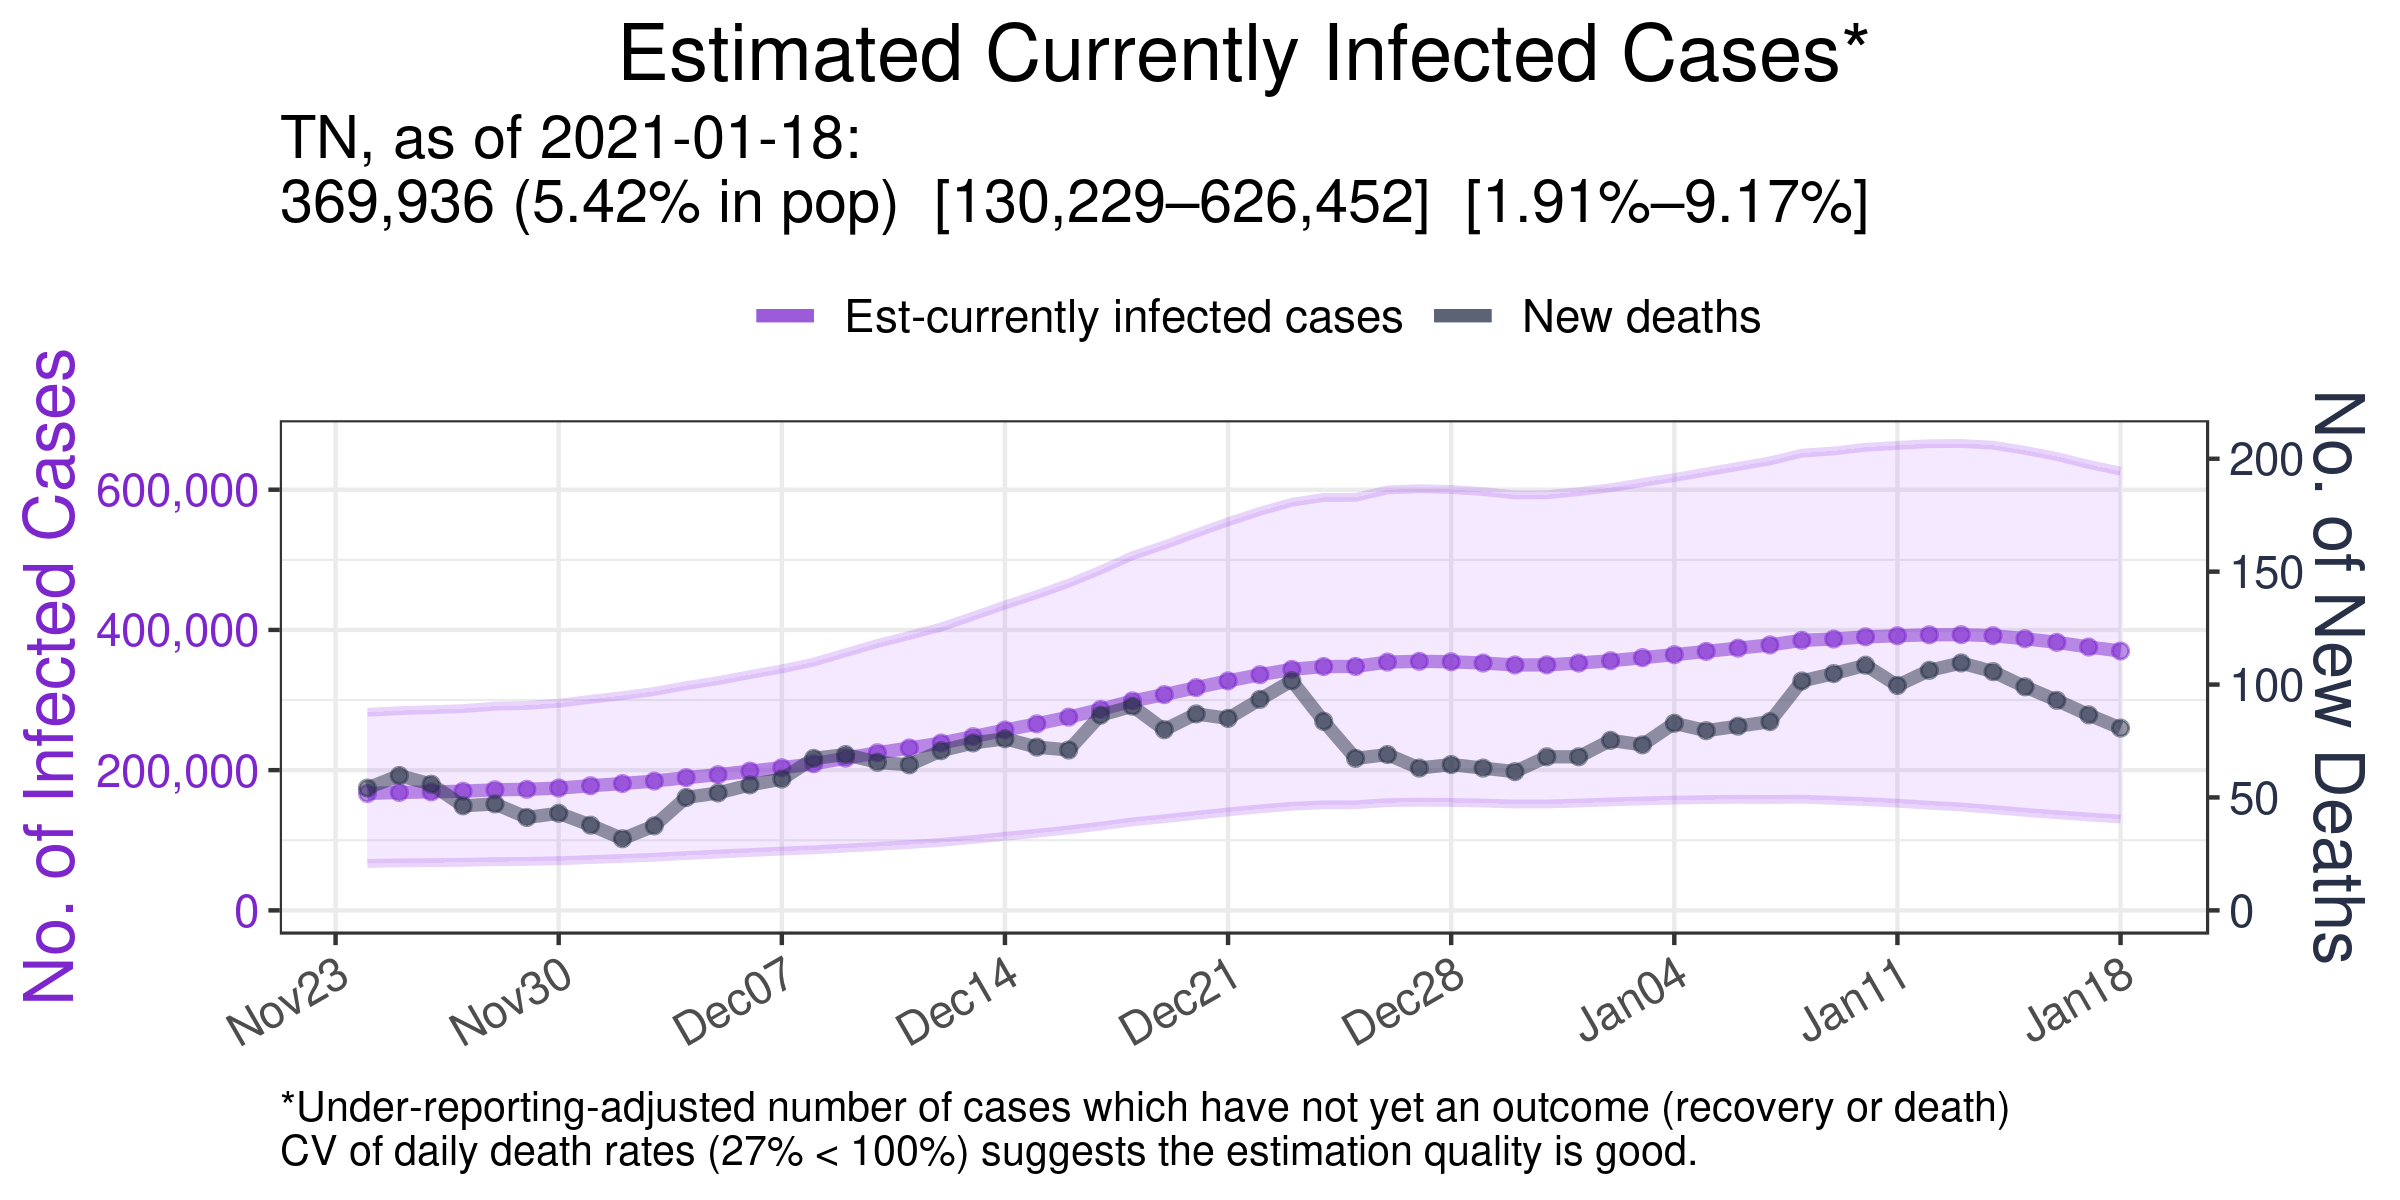 Estimated Currently Infected Cases*
TN, as of 2021-01-18:
369,936 (5.42% in pop)  [130,229–626,452]  [1.91%–9.17%]
Est-currently infected cases
New deaths
No. of Infected Cases
600,000
400,000
200,000
0
No. of New Deaths
200
150
100
50
0
Nov23
Nov30
Dec07
Dec14
Dec21
Dec28
Jan04
Jan11
Jan18
*Under-reporting-adjusted number of cases which have not yet an outcome (recovery or death)
CV of daily death rates (27% < 100%) suggests the estimation quality is good.